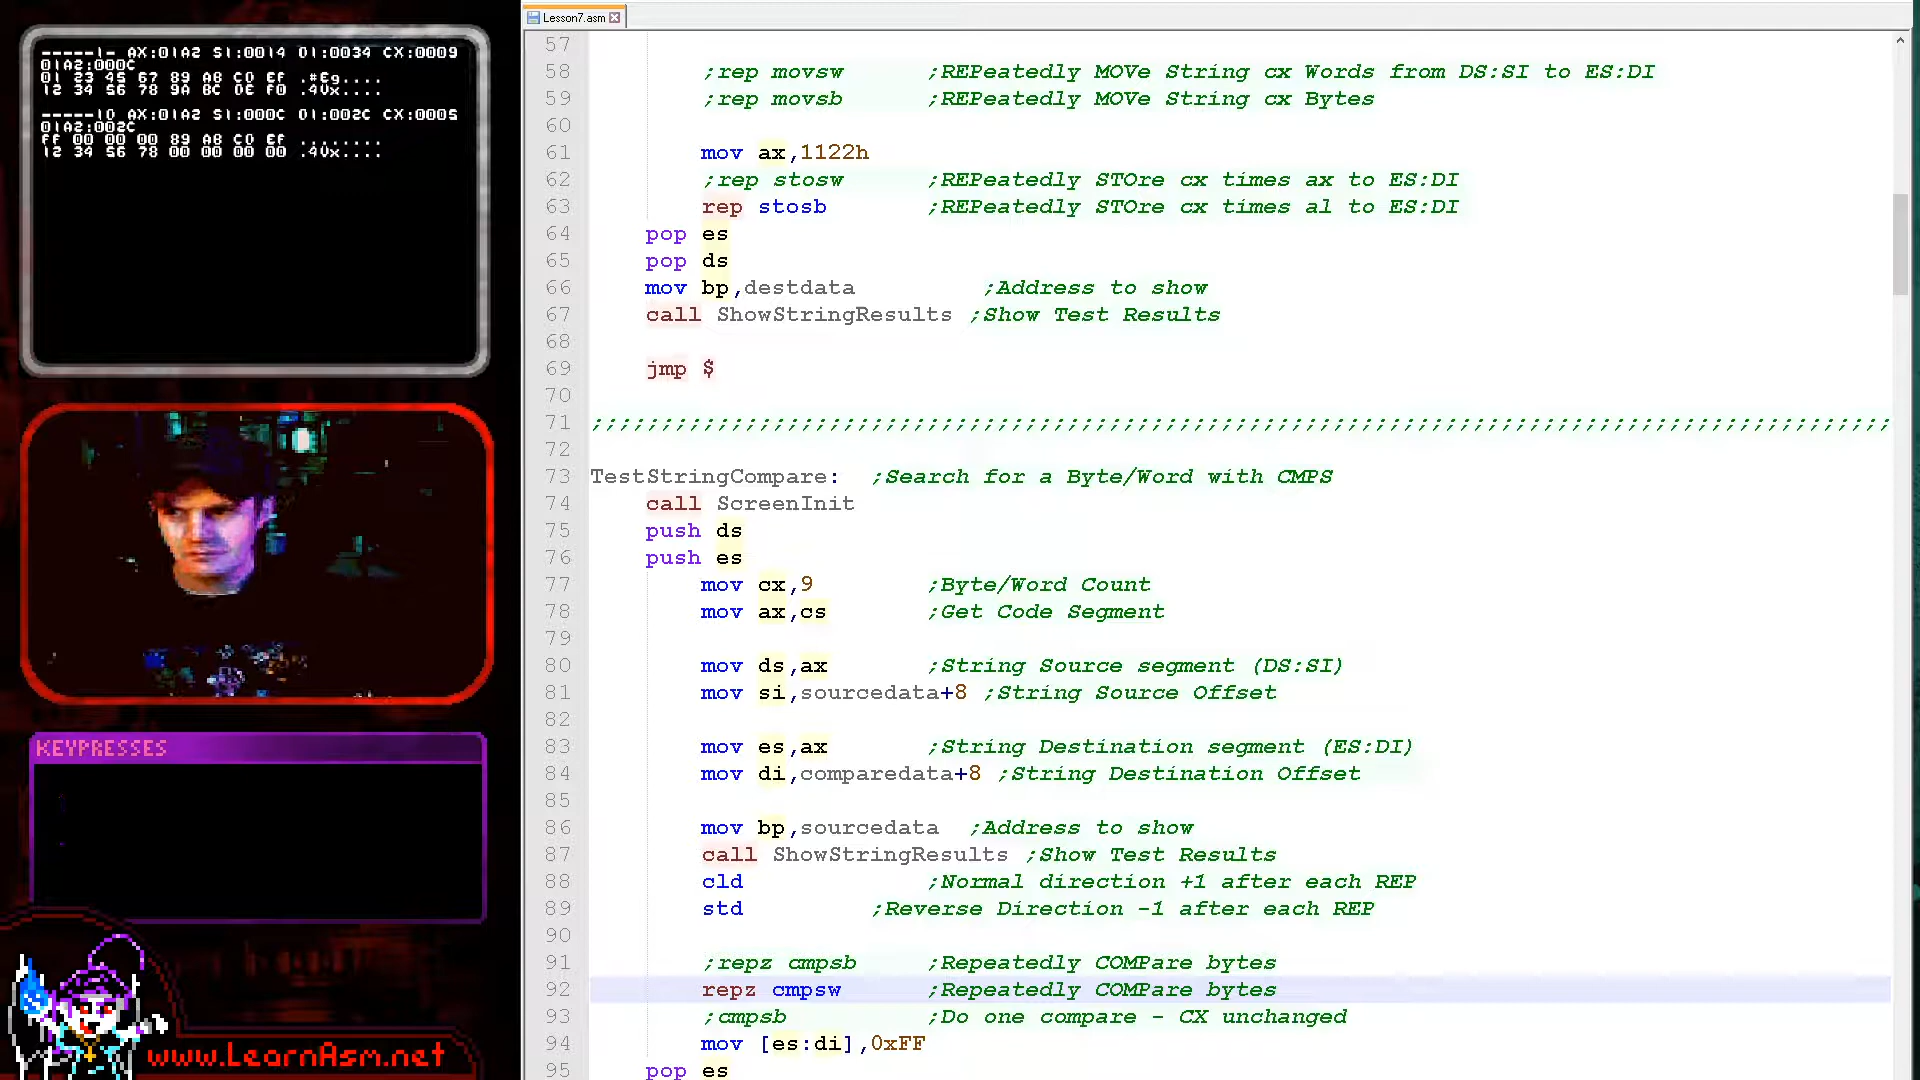 -----1- AX:01A2 SI:0014 DI:0034 CX:0009
01A2:000C
01 23 45 67 89 AB CD EF .#Eg....
12 34 56 78 9A BC DE F0 .4Vx....
-----10 AX:01A2 SI:000C DI:002C CX:0005
01A2:002C
FF 00 00 00 89 AB CD EF ........
12 34 56 78 00 00 00 00 .4Vx....
KEYPRESSES
www.LearnAsm.net
Lesson7.asm
57
58 ;rep movsw ;REPeatedly MOVe String cx Words from DS:SI to ES:DI
59 ;rep movsb ;REPeatedly MOVe String cx Bytes
60
61 mov ax,1122h
62 ;rep stosw ;REPeatedly STOre cx times ax to ES:DI
63 rep stosb ;REPeatedly STOre cx times al to ES:DI
64 pop es
65 pop ds
66 mov bp,destdata ;Address to show
67 call ShowStringResults ;Show Test Results
68
69 jmp $
70
71 ;;;;;;;;;;;;;;;;;;;;;;;;;;;;;;;;;;;;;;;;;;;;;;;;;;;;;;;;;;;;;;;;;;;;;;;;;;;;;;;;;;;;;;;;;;;;
72
73 TestStringCompare: ;Search for a Byte/Word with CMPS
74 call ScreenInit
75 push ds
76 push es
77 mov cx,9 ;Byte/Word Count
78 mov ax,cs ;Get Code Segment
79
80 mov ds,ax ;String Source segment (DS:SI)
81 mov si,sourcedata+8 ;String Source Offset
82
83 mov es,ax ;String Destination segment (ES:DI)
84 mov di,comparedata+8 ;String Destination Offset
85
86 mov bp,sourcedata ;Address to show
87 call ShowStringResults ;Show Test Results
88 cld ;Normal direction +1 after each REP
89 std ;Reverse Direction -1 after each REP
90
91 ;repz cmpsb ;Repeatedly COMPare bytes
92 repz cmpsw ;Repeatedly COMPare bytes
93 ;cmpsb ;Do one compare - CX unchanged
94 mov [es:di],0xFF
95 pop es